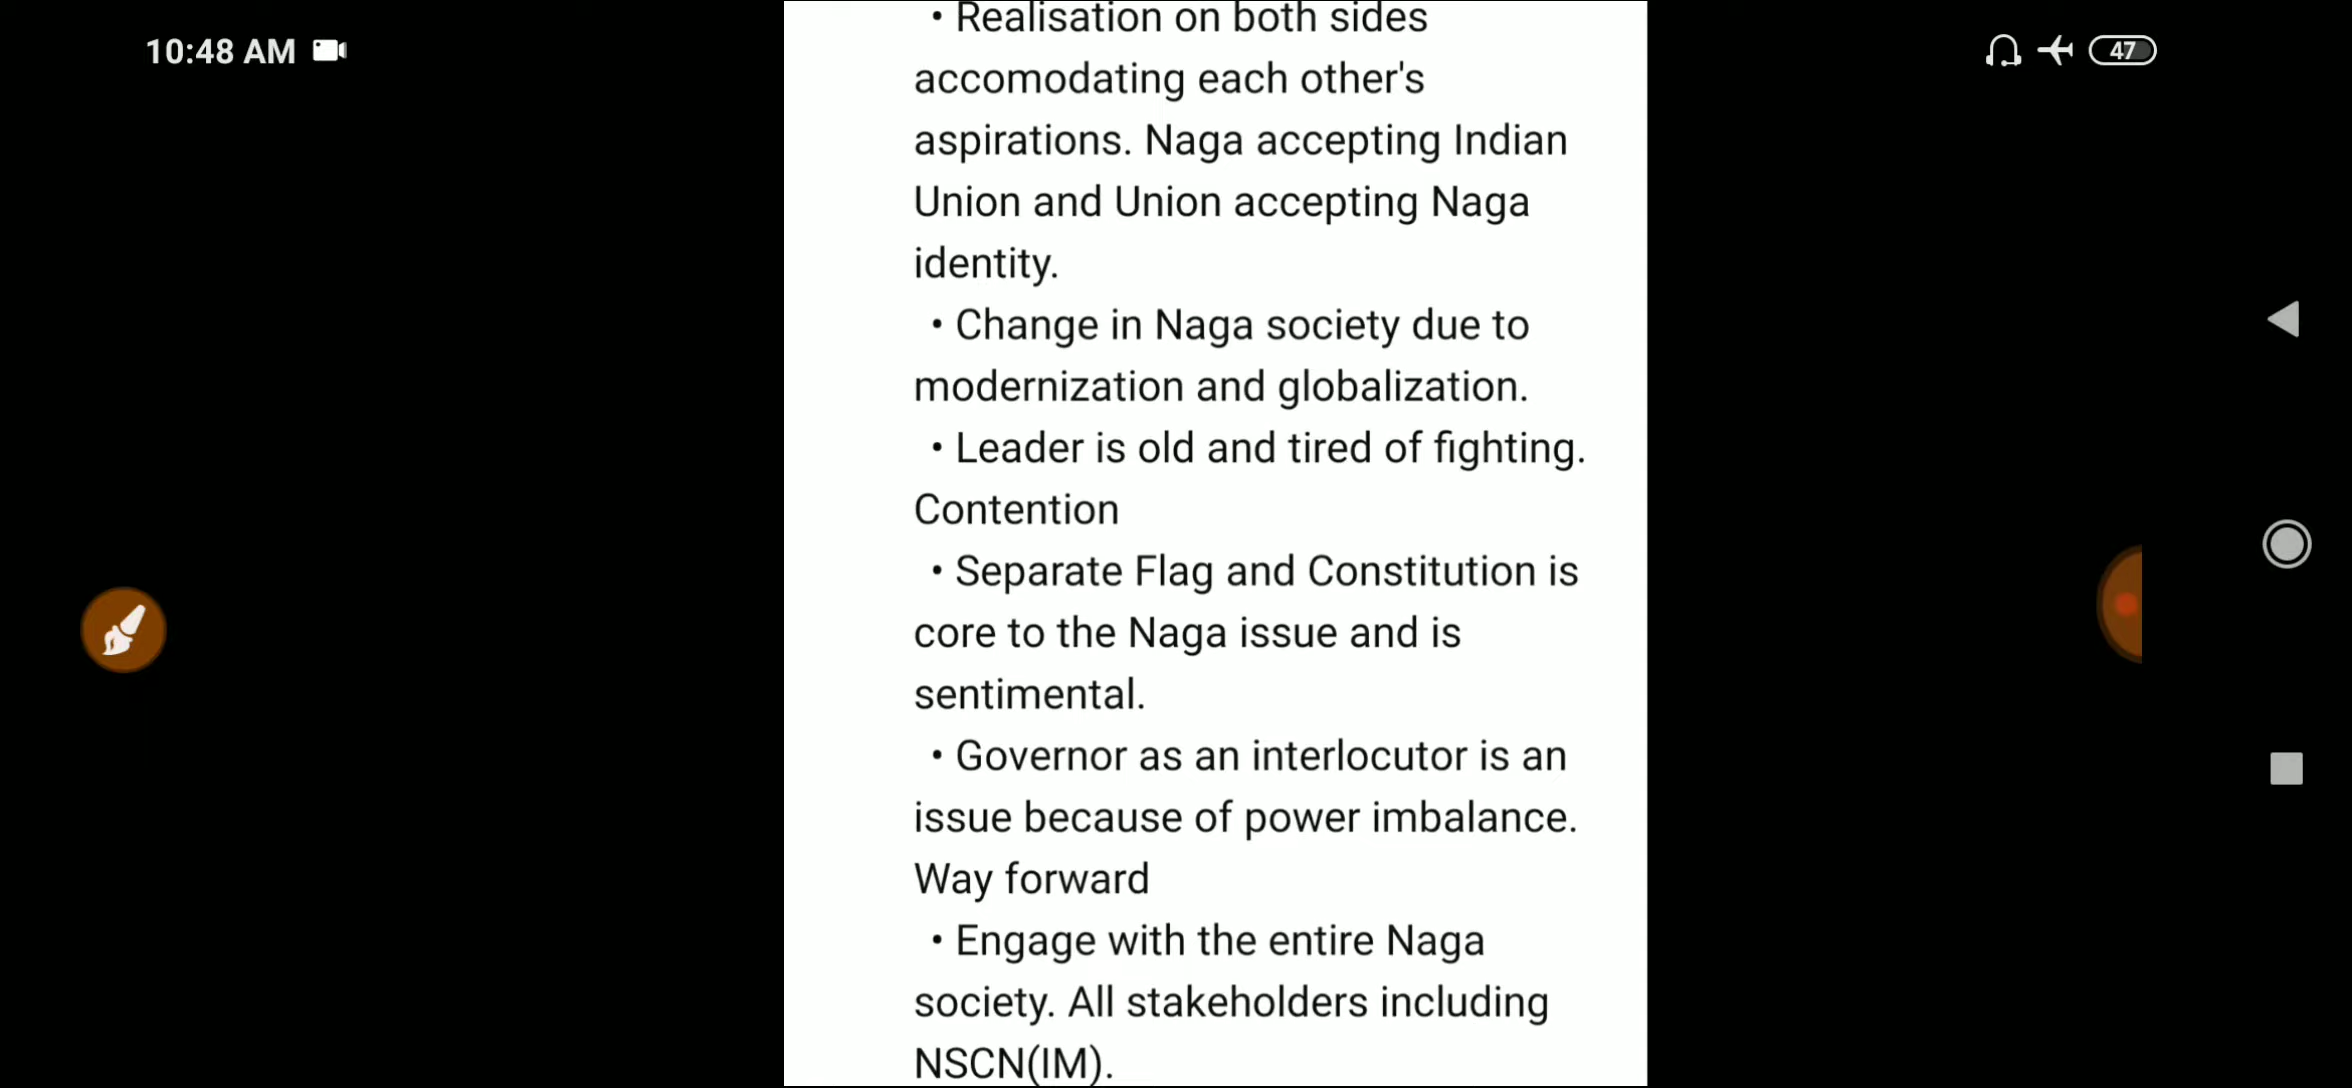 10:48 AM
47
• Realisation on both sides
accomodating each other's
aspirations. Naga accepting Indian
Union and Union accepting Naga
identity.
• Change in Naga society due to
modernization and globalization.
• Leader is old and tired of fighting.
Contention
• Separate Flag and Constitution is
core to the Naga issue and is
sentimental.
• Governor as an interlocutor is an
issue because of power imbalance.
Way forward
• Engage with the entire Naga
society. All stakeholders including
NSCN(IM).